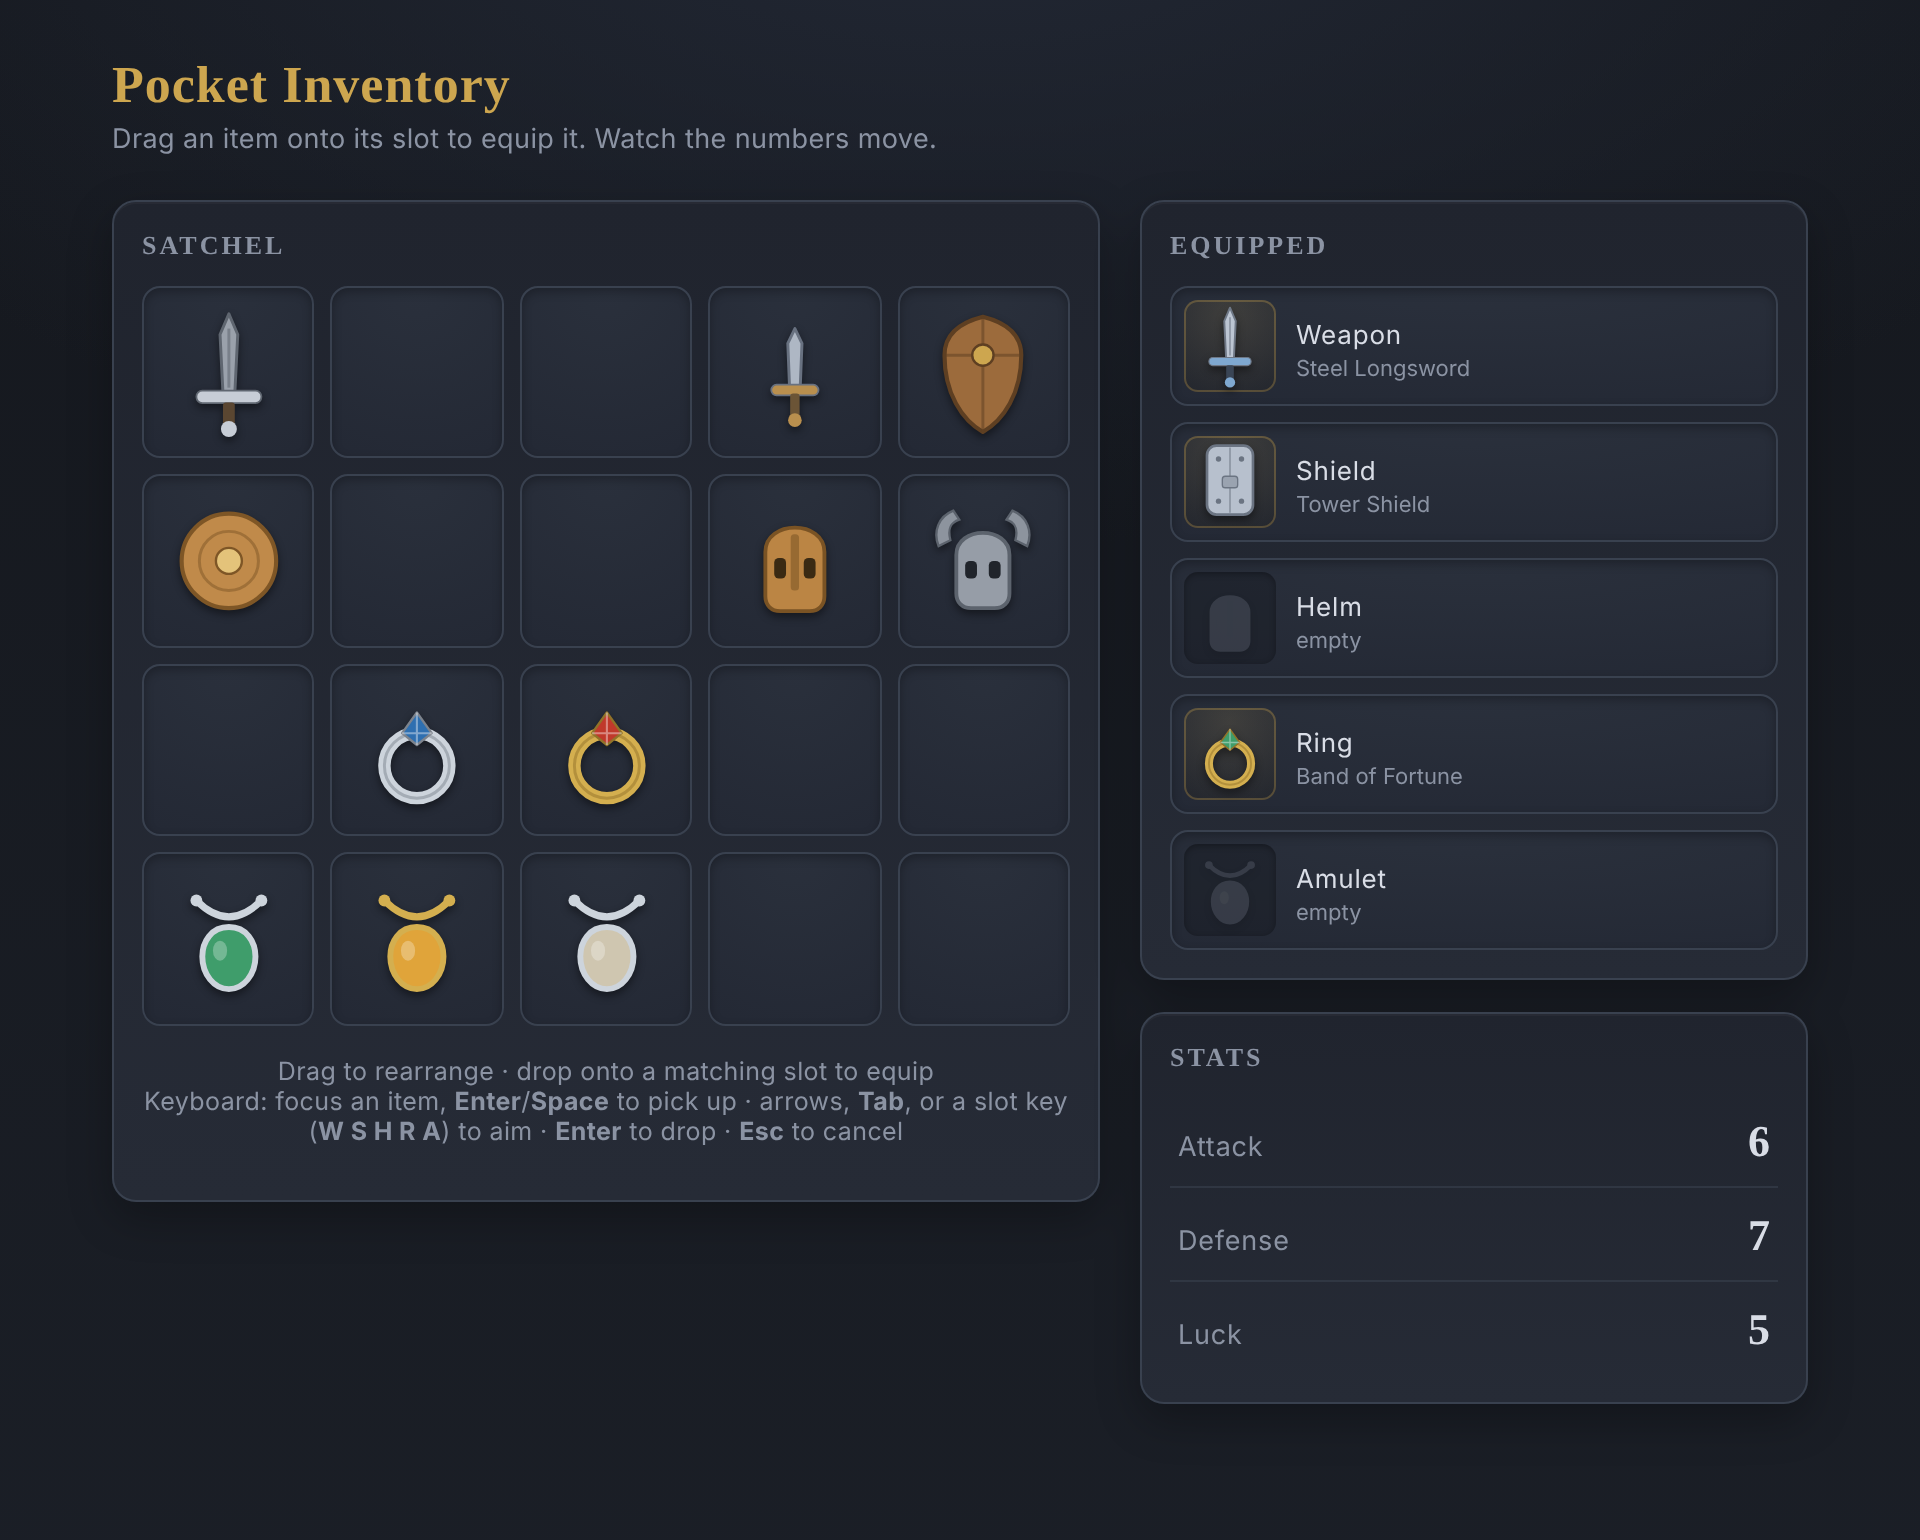 Pocket Inventory
Drag an item onto its slot to equip it. Watch the numbers move.
SATCHEL
Drag to rearrange · drop onto a matching slot to equip
Keyboard: focus an item, Enter/Space to pick up · arrows, Tab, or a slot key
(W S H R A) to aim · Enter to drop · Esc to cancel
EQUIPPED
Weapon
Steel Longsword
Shield
Tower Shield
Helm
empty
Ring
Band of Fortune
Amulet
empty
STATS
Attack 6
Defense 7
Luck 5